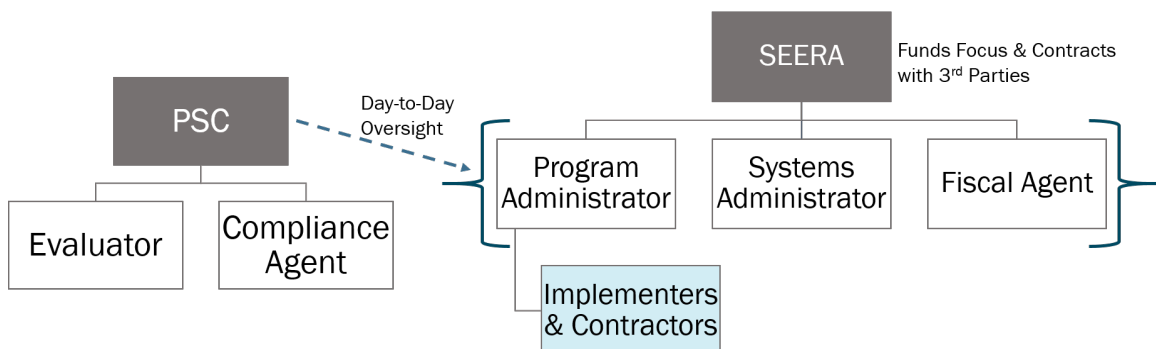 SEERA
Funds Focus & Contracts
with 3rd Parties
PSC
Day-to-Day
Oversight
Program
Administrator
Systems
Administrator
Fiscal Agent
Evaluator
Compliance
Agent
Implementers
& Contractors